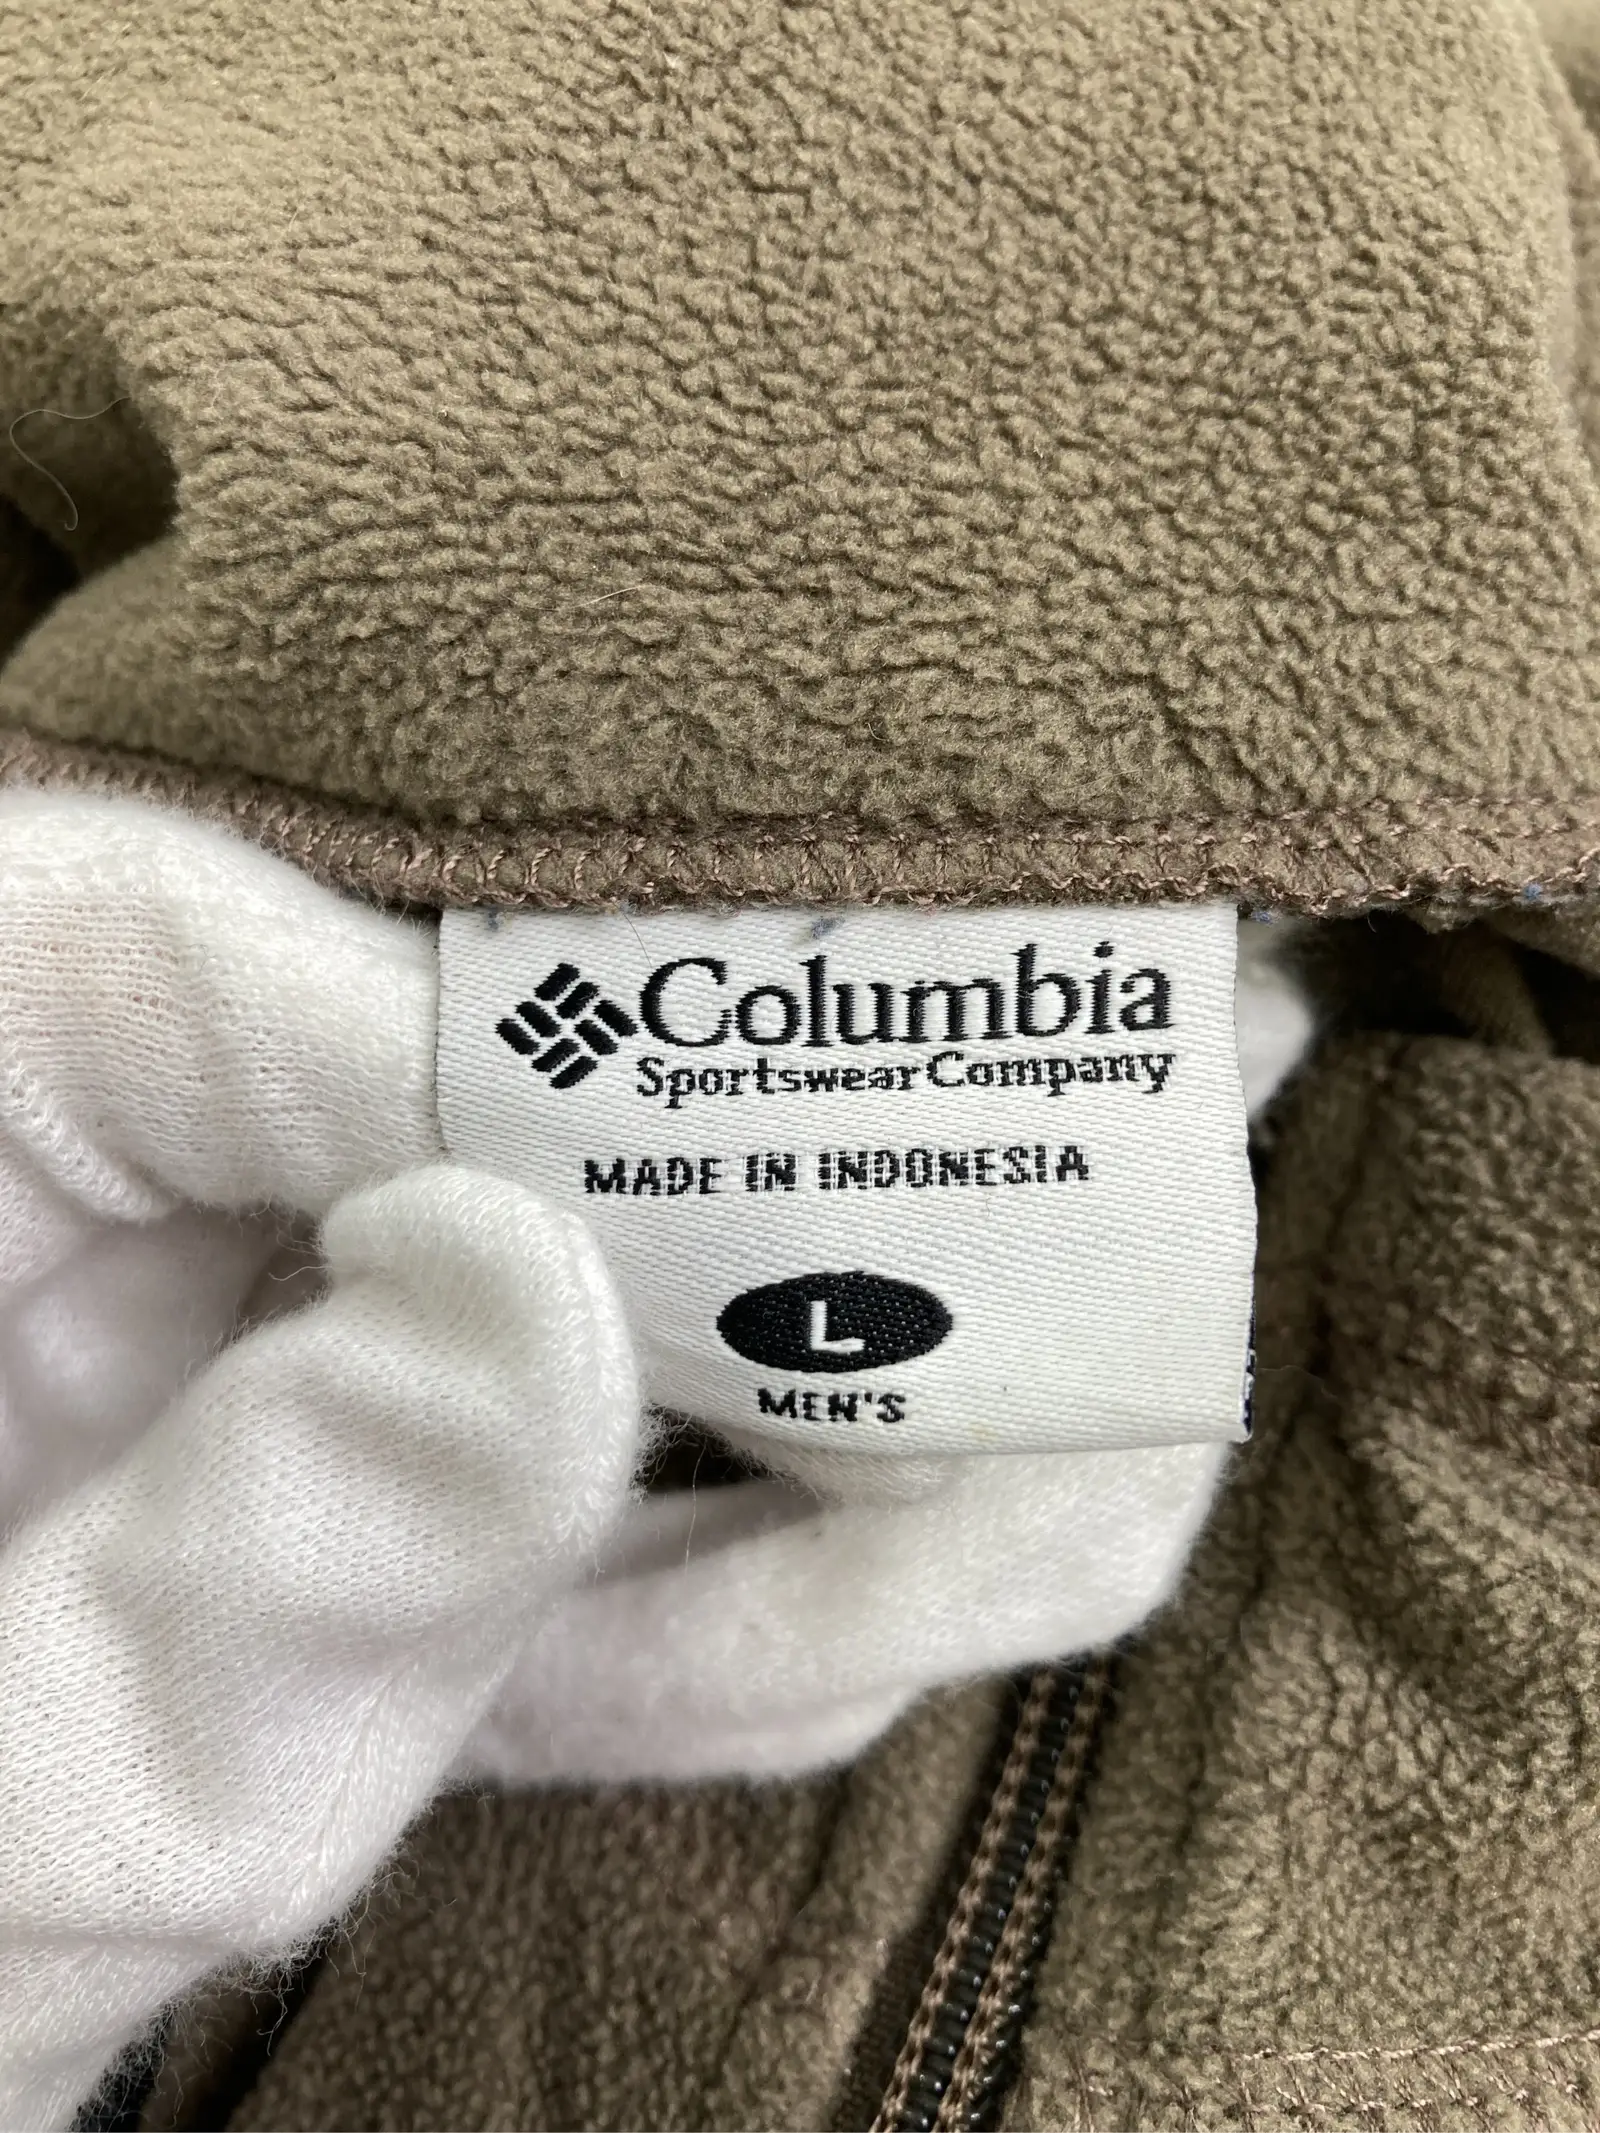 Columbia
Sportswear Company
MADE IN INDONESIA
L
MEN'S